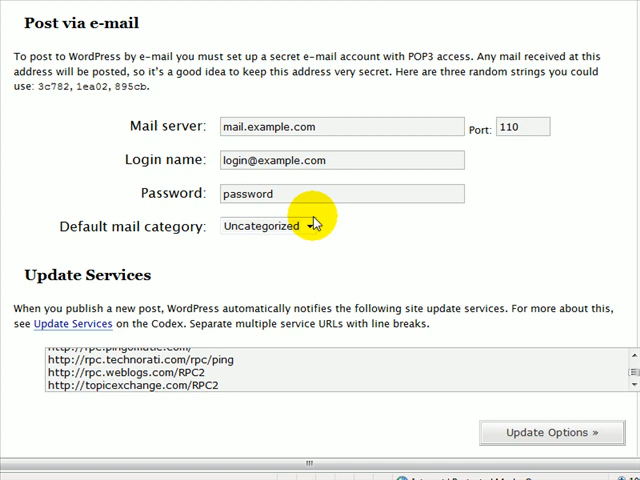 Post via e-mail
To post to WordPress by e-mail you must set up a secret e-mail account with POP3 access. Any mail received at this
address will be posted, so it's a good idea to keep this address very secret. Here are three random strings you could
use: 3c782, 1ea02, 895cb.
Mail server: mail.example.com Port: 110
Login name: login@example.com
Password: password
Default mail category: Uncategorized
Update Services
When you publish a new post, WordPress automatically notifies the following site update services. For more about this,
see Update Services on the Codex. Separate multiple service URLs with line breaks.
http://rpc.pingomatic.com/
http://rpc.technorati.com/rpc/ping
http://rpc.weblogs.com/RPC2
http://topicexchange.com/RPC2
Update Options »